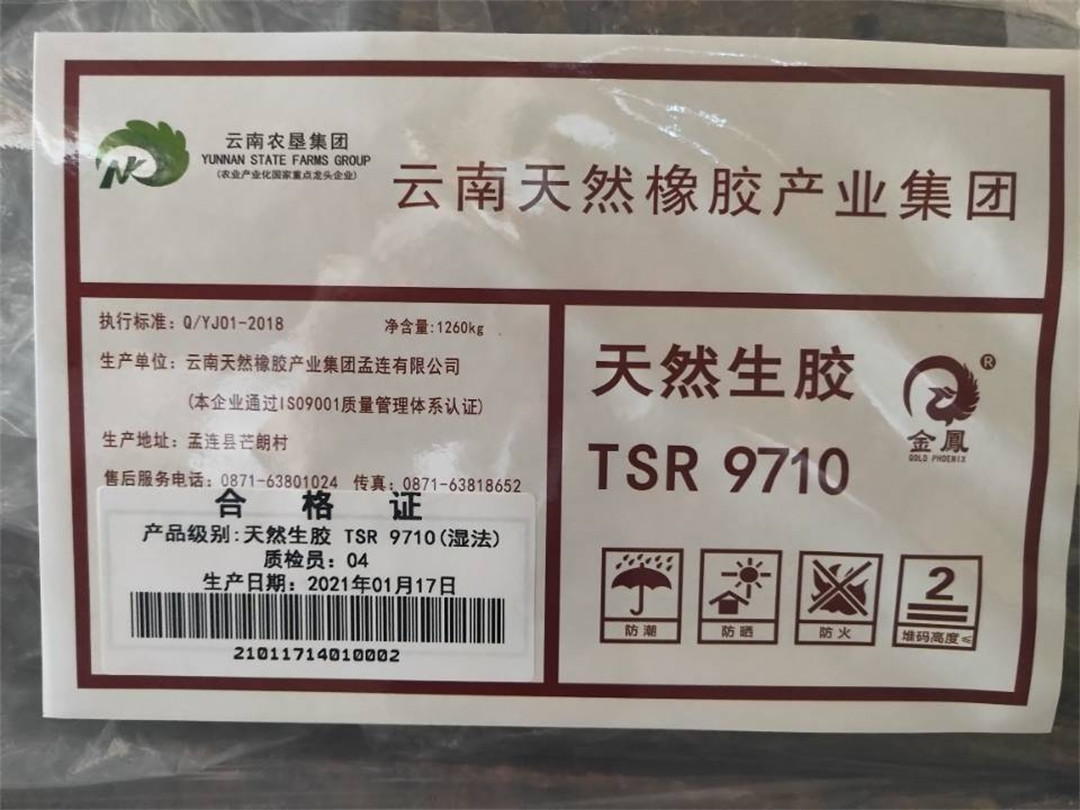 云南农垦集团
YUNNAN STATE FARMS GROUP
(农业产业化国家重点龙头企业)
云南天然橡胶产业集团
执行标准: Q/YJ01-2018 净含量:1260kg
生产单位: 云南天然橡胶产业集团孟连有限公司
(本企业通过ISO9001质量管理体系认证)
生产地址: 孟连县芒朗村
售后服务电话: 0871-63801024 传真: 0871-63818652
合格证
产品级别:天然生胶 TSR 9710(湿法)
质检员: 04
生产日期: 2021年01月17日
21011714010002
天然生胶
TSR 9710
®
金鳳
GOLD PHOENIX
防潮
防晒
防火
2
堆码高度≤